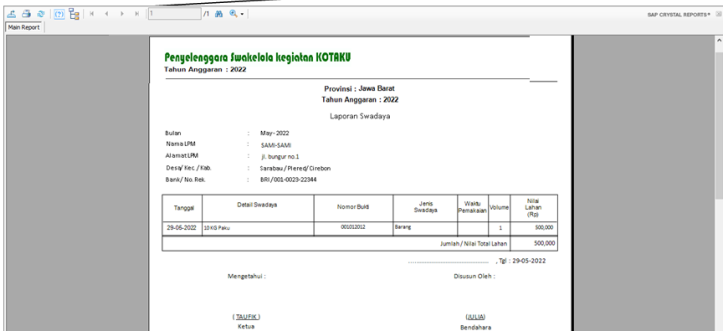 1 /1 SAP CRYSTAL REPORTS
Main Report
Penyelenggara Swakelola kegiatan KOTAKU
Tahun Anggaran : 2022
Provinsi : Jawa Barat
Tahun Anggaran : 2022
Laporan Swadaya
Bulan : May-2022
Nama LPM : SAMI-SAMI
Alamat LPM : jl. bungur no.1
Desa/ Kec. / Kab. : Sarabau / Plered/ Cirebon
Bank/ No. Rek. : BRI / 001-0023-22344
Tanggal Detail Swadaya Nomor Bukti Jenis Swadaya Waktu Pemakaian Volume Nilai Lahan (Rp)
29-05-2022 10 KG Paku 001012012 Barang 1 500,000
Jumlah / Nilai Total Lahan 500,000
........................................ , Tgl : 29-05-2022
Mengetahui : Disusun Oleh :
( TAUFIK ) (JULIA)
Ketua Bendahara